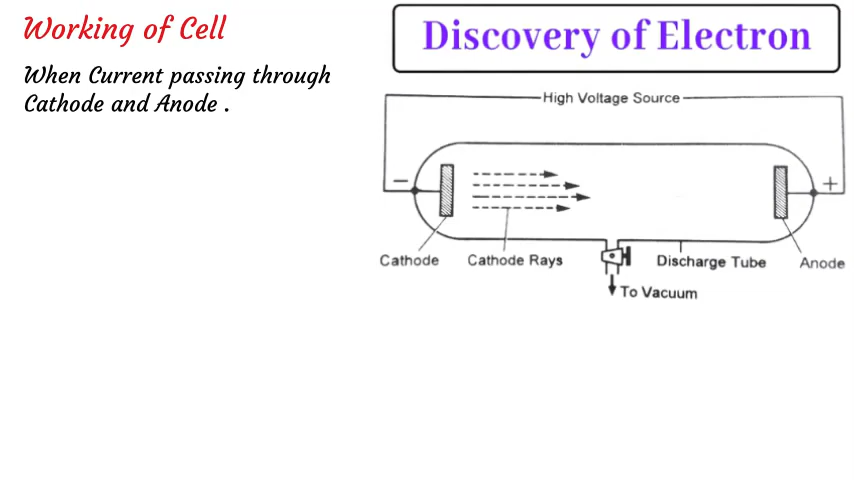 Working of Cell
When Current passing through
Cathode and Anode .
Discovery of Electron
High Voltage Source
− +
Cathode Cathode Rays Discharge Tube Anode
To Vacuum